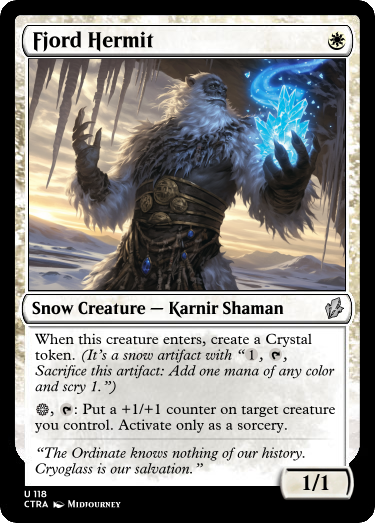 Fjord Hermit
Snow Creature — Karnir Shaman
When this creature enters, create a Crystal
token. (It's a snow artifact with “1, T,
Sacrifice this artifact: Add one mana of any color
and scry 1.”)
S, T: Put a +1/+1 counter on target creature
you control. Activate only as a sorcery.
“The Ordinate knows nothing of our history.
Cryoglass is our salvation.”
1/1
U 118
CTRA Midjourney